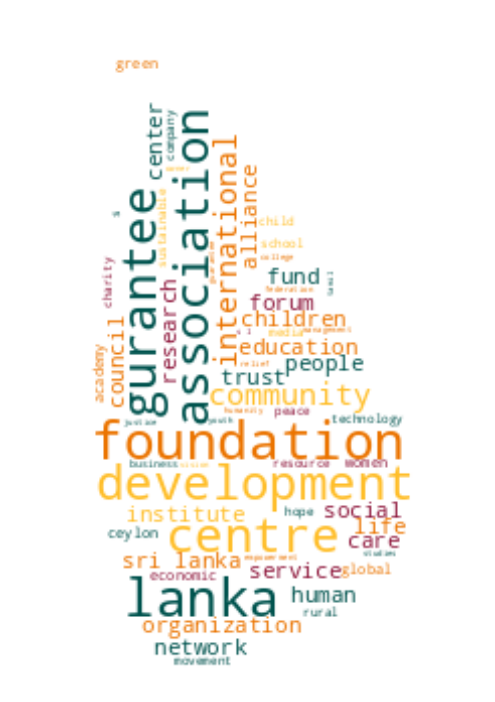 green
center
company
association
gurantee
sustainable
international
alliance
child
school
college
s
charity
research
fund
federation
tamil
forum
children
management
media
education
relief
people
academy
council
trust
community
humanity
peace
justice
youth
technology
foundation
business
vision
resource
women
development
institute
hope
social
life
ceylon
centre
care
studies
sri lanka
empowerment
economic
service
global
lanka
human
rural
organization
network
movement